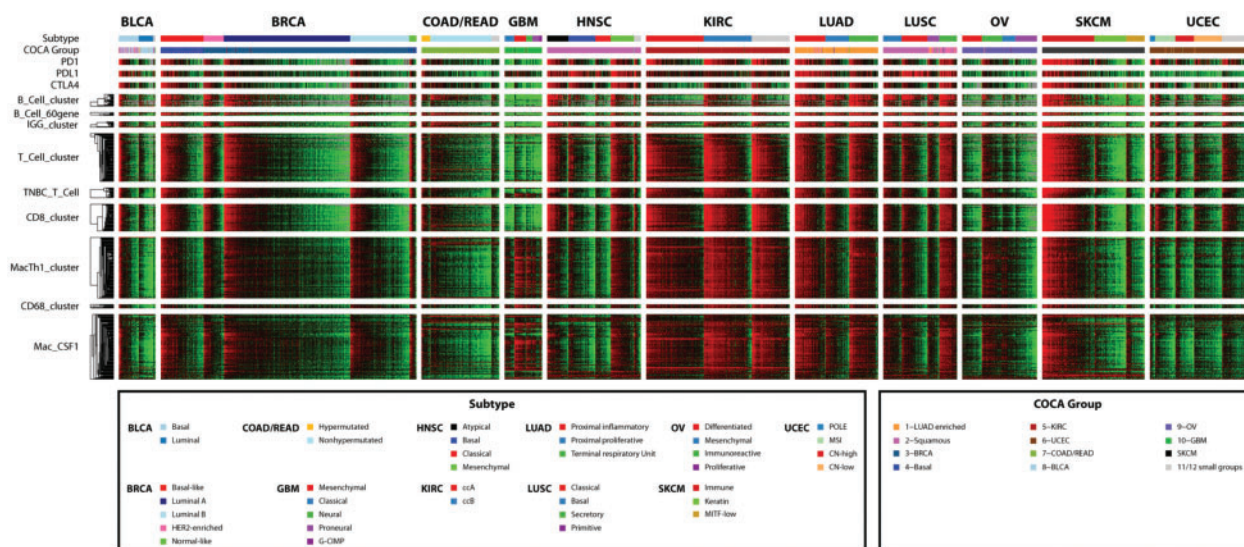 BLCA BRCA COAD/READ GBM HNSC KIRC LUAD LUSC OV SKCM UCEC
Subtype
COCA Group
PD1
PDL1
CTLA4
B_Cell_cluster
B_Cell_60gene
IGG_cluster
T_Cell_cluster
TNBC_T_Cell
CD8_cluster
MacTh1_cluster
CD68_cluster
Mac_CSF1
Subtype
BLCA
Basal
Luminal
COAD/READ
Hypermutated
Nonhypermutated
HNSC
Atypical
Basal
Classical
Mesenchymal
LUAD
Proximal inflammatory
Proximal proliferative
Terminal respiratory Unit
OV
Differentiated
Mesenchymal
Immunoreactive
Proliferative
UCEC
POLE
MSI
CN-high
CN-low
BRCA
Basal-like
Luminal A
Luminal B
HER2-enriched
Normal-like
GBM
Mesenchymal
Classical
Neural
Proneural
G-CIMP
KIRC
ccA
ccB
LUSC
Classical
Basal
Secretory
Primitive
SKCM
Immune
Keratin
MITF-low
COCA Group
1-LUAD enriched
2-Squamous
3-BRCA
4-Basal
5-KIRC
6-UCEC
7-COAD/READ
8-BLCA
9-OV
10-GBM
SKCM
11/12 small groups